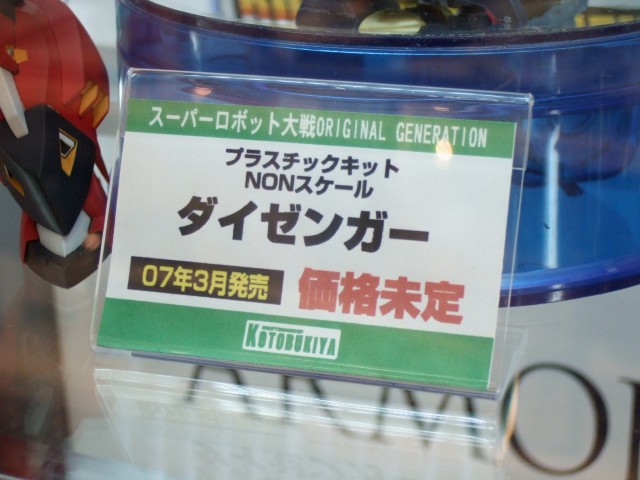 スーパーロボット大戦ORIGINAL GENERATION
プラスチックキット
NONスケール
ダイゼンガー
07年3月発売 価格未定
KOTOBUKIYA
ARMO